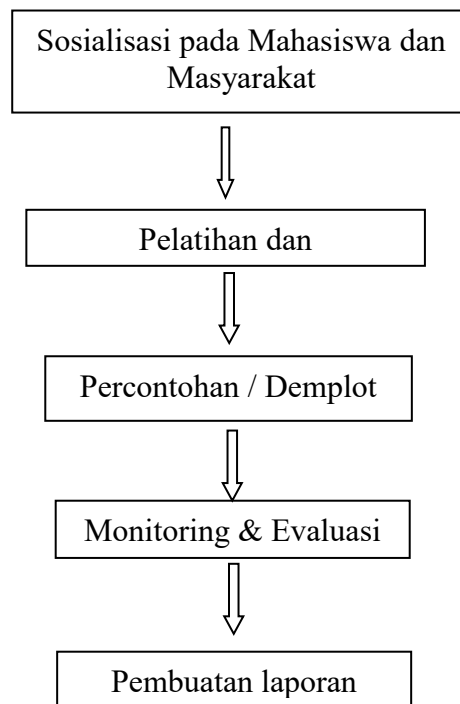 Sosialisasi pada Mahasiswa dan
Masyarakat
Pelatihan dan
Percontohan / Demplot
Monitoring & Evaluasi
Pembuatan laporan